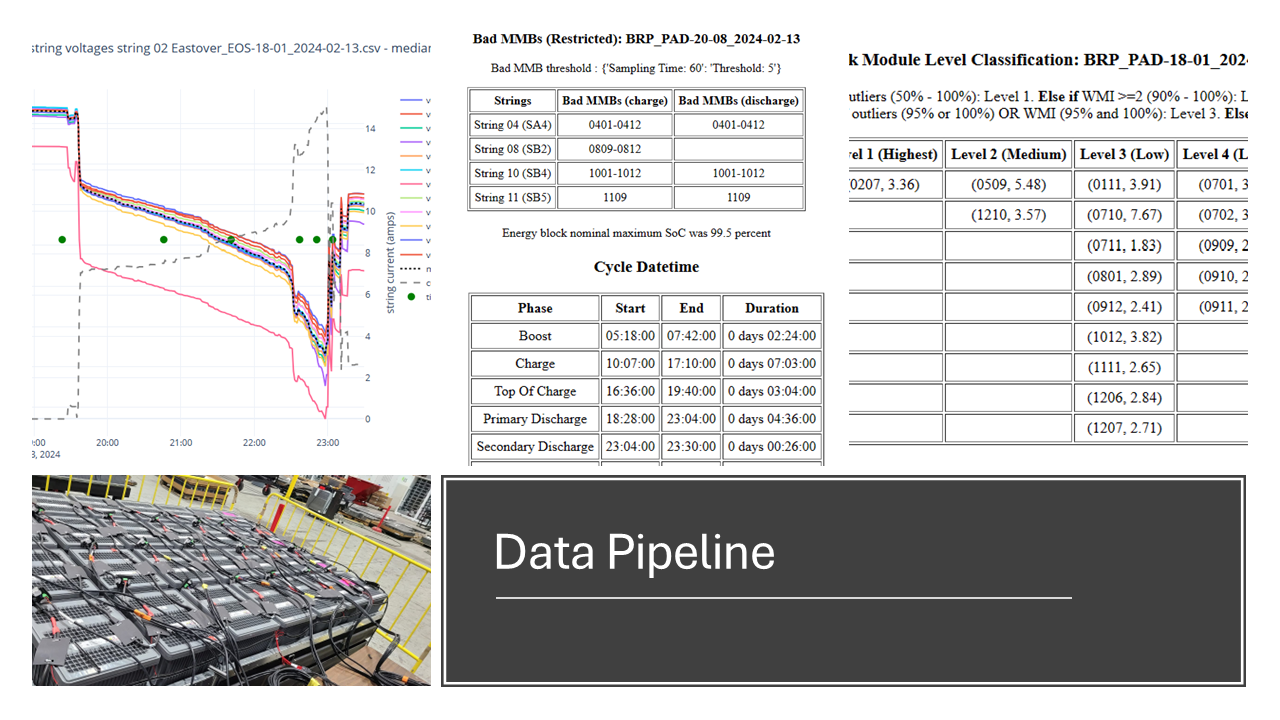 string voltages string 02 Eastover_EOS-18-01_2024-02-13.csv - median
14
12
10
8
6
4
2
0
string current (amps)
20:00
21:00
22:00
23:00
2024
Bad MMBs (Restricted): BRP_PAD-20-08_2024-02-13
Bad MMB threshold : {'Sampling Time: 60': 'Threshold: 5'}
Strings Bad MMBs (charge) Bad MMBs (discharge)
String 04 (SA4) 0401-0412 0401-0412
String 08 (SB2) 0809-0812
String 10 (SB4) 1001-1012 1001-1012
String 11 (SB5) 1109 1109
Energy block nominal maximum SoC was 99.5 percent
Cycle Datetime
Phase Start End Duration
Boost 05:18:00 07:42:00 0 days 02:24:00
Charge 10:07:00 17:10:00 0 days 07:03:00
Top Of Charge 16:36:00 19:40:00 0 days 03:04:00
Primary Discharge 18:28:00 23:04:00 0 days 04:36:00
Secondary Discharge 23:04:00 23:30:00 0 days 00:26:00
k Module Level Classification: BRP_PAD-18-01_202
utliers (50% - 100%): Level 1. Else if WMI >=2 (90% - 100%): L
outliers (95% or 100%) OR WMI (95% and 100%): Level 3. Else
vel 1 (Highest) Level 2 (Medium) Level 3 (Low) Level 4 (L
(0207, 3.36) (0509, 5.48) (0111, 3.91) (0701, 3
(1210, 3.57) (0710, 7.67) (0702, 3
(0711, 1.83) (0909, 2
(0801, 2.89) (0910, 2
(0912, 2.41) (0911, 2
(1012, 3.82)
(1111, 2.65)
(1206, 2.84)
(1207, 2.71)
Data Pipeline